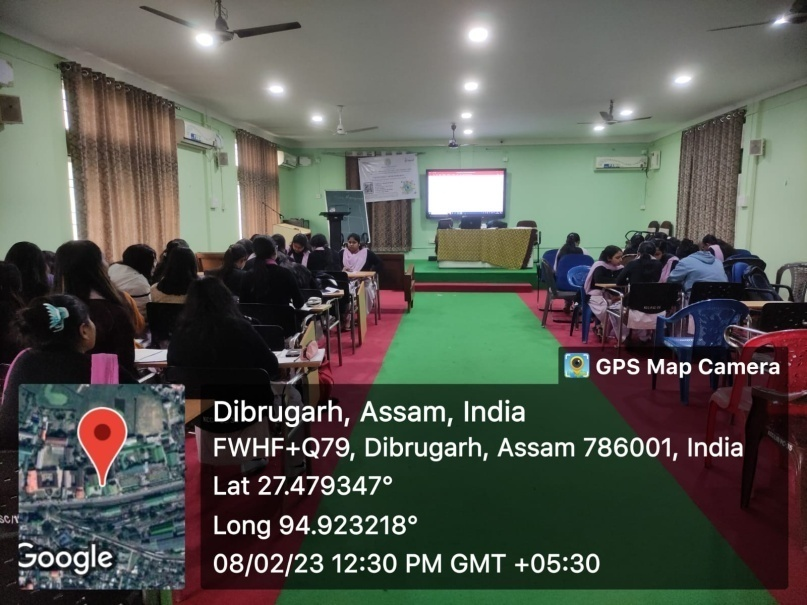 GPS Map Camera
Dibrugarh, Assam, India
FWHF+Q79, Dibrugarh, Assam 786001, India
Lat 27.479347°
Long 94.923218°
08/02/23 12:30 PM GMT +05:30
Google